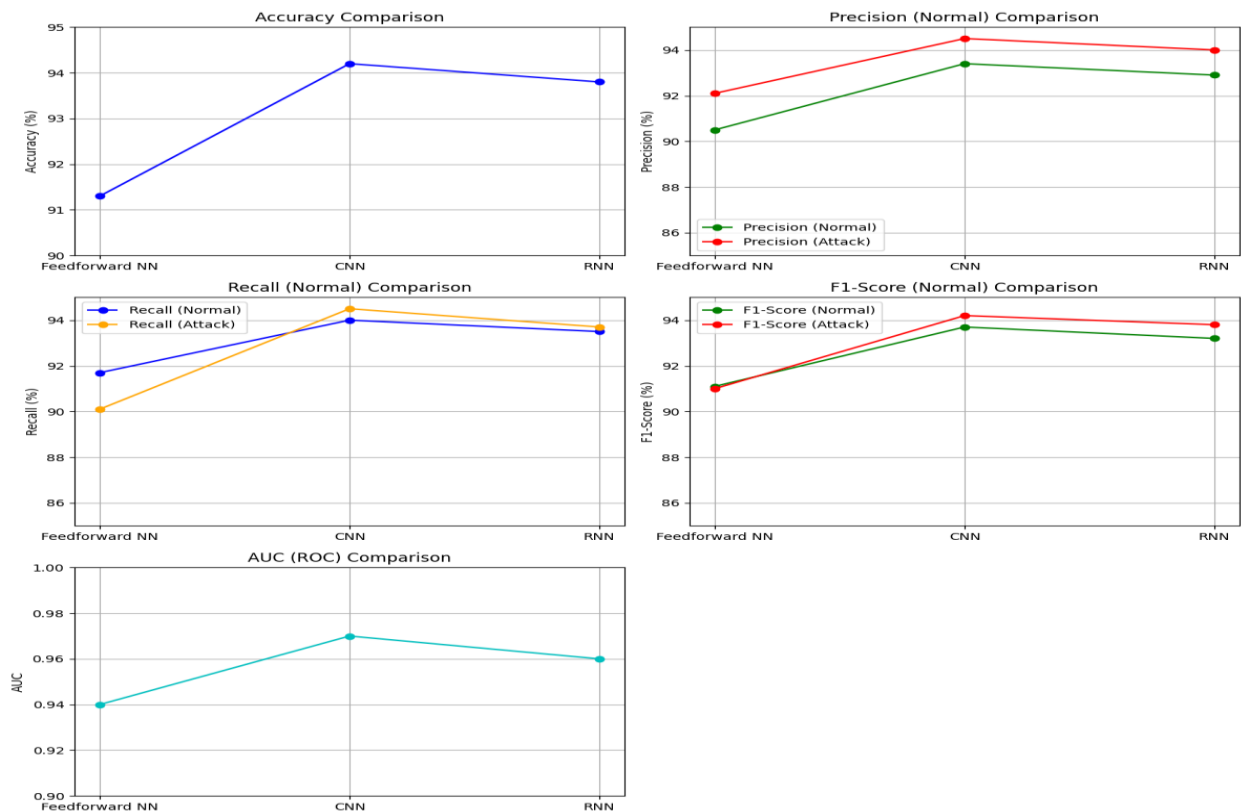 Accuracy Comparison
95
94
93
92
91
90
Accuracy (%)
Feedforward NN
CNN
RNN
Precision (Normal) Comparison
94
92
90
88
86
Precision (%)
Precision (Normal)
Precision (Attack)
Feedforward NN
CNN
RNN
Recall (Normal) Comparison
94
92
90
88
86
Recall (%)
Recall (Normal)
Recall (Attack)
Feedforward NN
CNN
RNN
F1-Score (Normal) Comparison
94
92
90
88
86
F1-Score (%)
F1-Score (Normal)
F1-Score (Attack)
Feedforward NN
CNN
RNN
AUC (ROC) Comparison
1.00
0.98
0.96
0.94
0.92
0.90
AUC
Feedforward NN
CNN
RNN